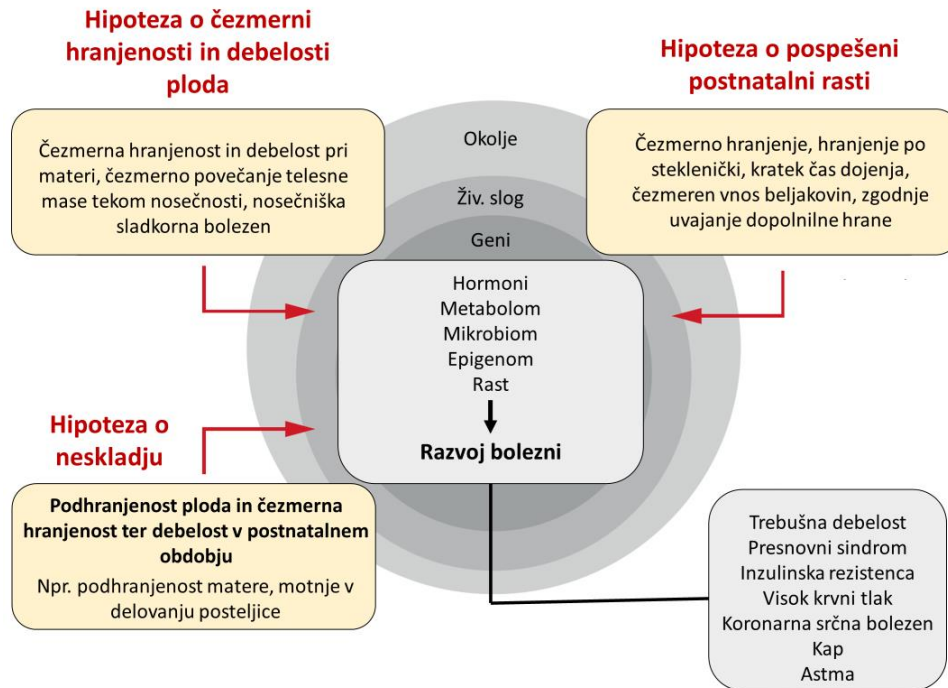 Hipoteza o čezmerni
hranjenosti in debelosti
ploda
Čezmerna hranjenost in debelost pri
materi, čezmerno povečanje telesne
mase tekom nosečnosti, nosečniška
sladkorna bolezen
Hipoteza o pospešeni
postnatalni rasti
Čezmerno hranjenje, hranjenje po
steklenički, kratek čas dojenja,
čezmeren vnos beljakovin, zgodnje
uvajanje dopolnilne hrane
Okolje
Živ. slog
Geni
Hormoni
Metabolom
Mikrobiom
Epigenom
Rast
Razvoj bolezni
Hipoteza o
neskladju
Podhranjenost ploda in čezmerna
hranjenost ter debelost v postnatalnem
obdobju
Npr. podhranjenost matere, motnje v
delovanju posteljice
Trebušna debelost
Presnovni sindrom
Inzulinska rezistenca
Visok krvni tlak
Koronarna srčna bolezen
Kap
Astma